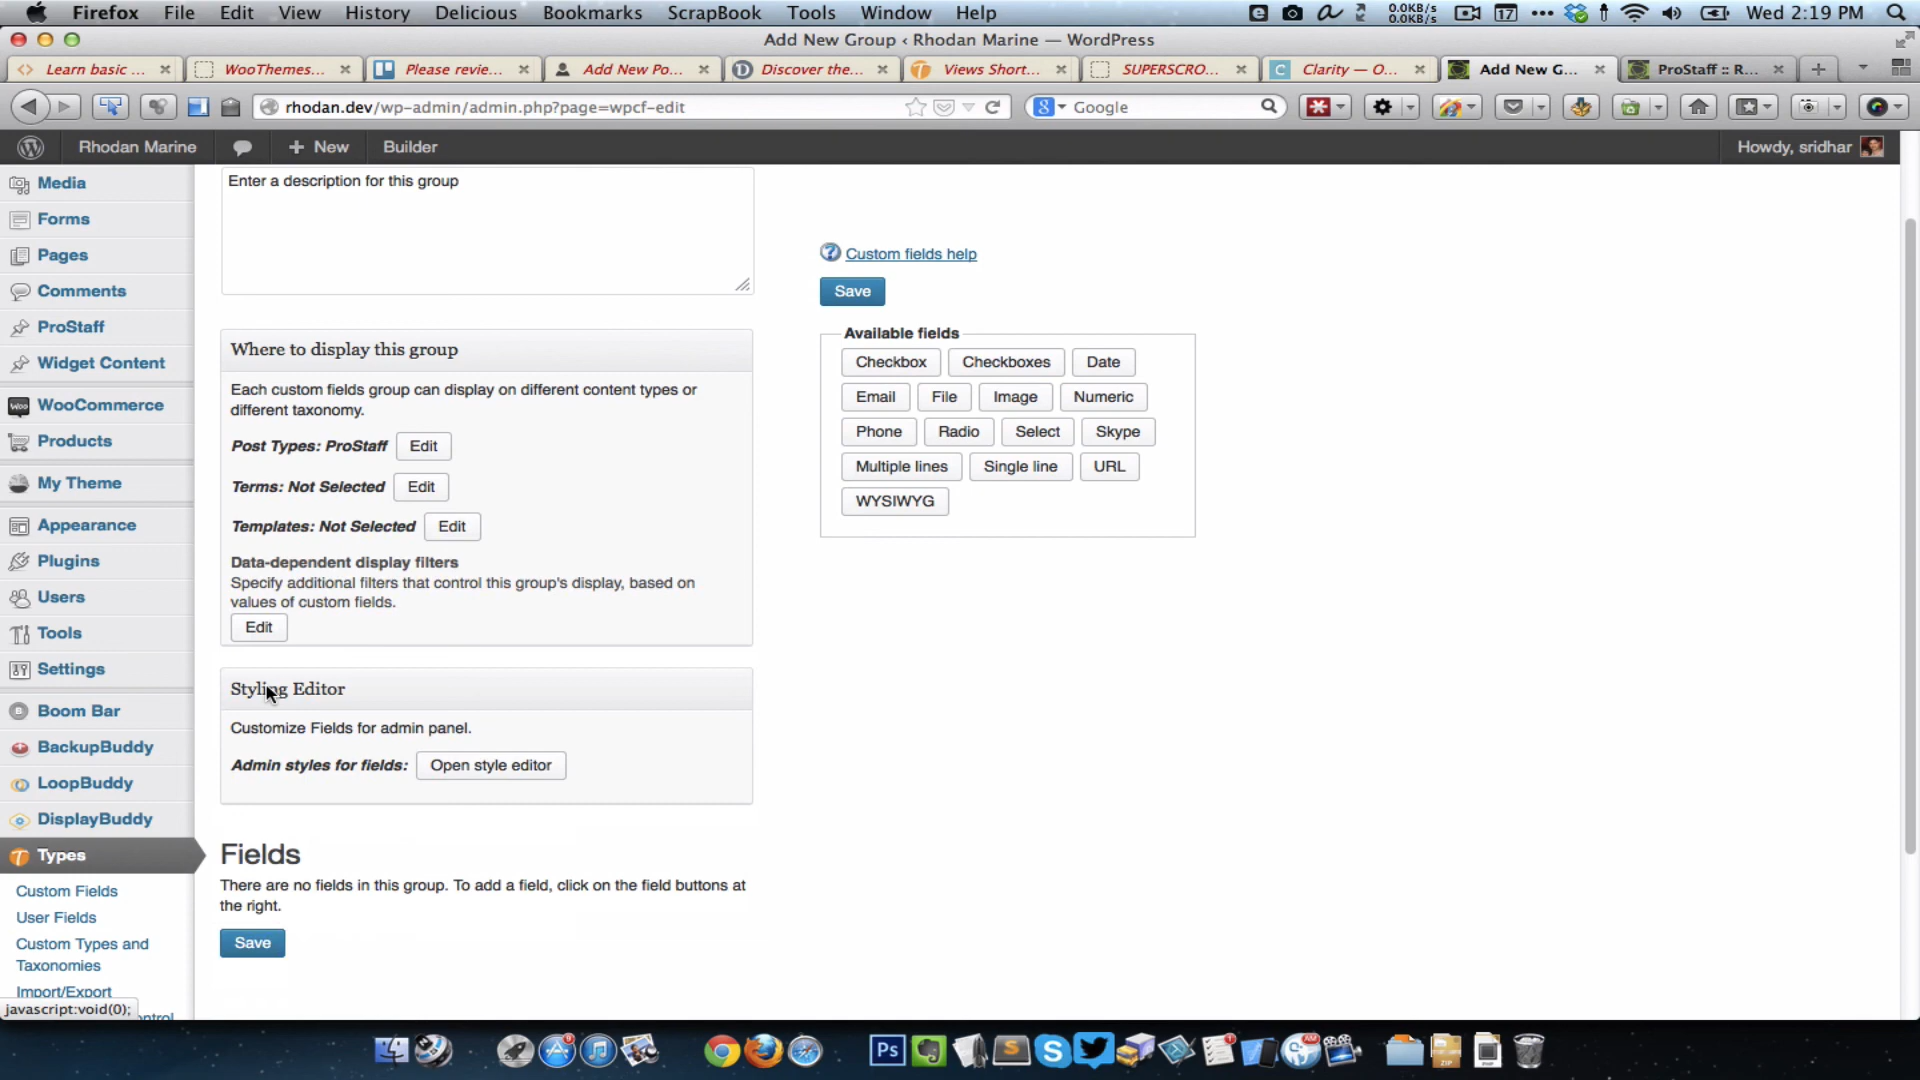 Firefox File Edit View History Delicious Bookmarks ScrapBook Tools Window Help 0.0KB/s 0.0KB/s 17 Wed 2:19 PM
Add New Group ‹ Rhodan Marine — WordPress
Learn basic ... WooThemes... Please revie... Add New Po... Discover the... Views Short... SUPERSCRO... Clarity — O... Add New G... ProStaff :: R...
rhodan.dev/wp-admin/admin.php?page=wpcf-edit Google
Rhodan Marine + New Builder Howdy, sridhar
Media
Forms
Pages
Comments
ProStaff
Widget Content
WooCommerce
Products
My Theme
Appearance
Plugins
Users
Tools
Settings
Boom Bar
BackupBuddy
LoopBuddy
DisplayBuddy
Types
Custom Fields
User Fields
Custom Types and
Taxonomies
Import/Export
ntrol
javascript:void(0);
Enter a description for this group
Where to display this group
Each custom fields group can display on different content types or
different taxonomy.
Post Types: ProStaff Edit
Terms: Not Selected Edit
Templates: Not Selected Edit
Data-dependent display filters
Specify additional filters that control this group's display, based on
values of custom fields.
Edit
Styling Editor
Customize Fields for admin panel.
Admin styles for fields: Open style editor
Fields
There are no fields in this group. To add a field, click on the field buttons at
the right.
Save
Custom fields help
Save
Available fields
Checkbox Checkboxes Date
Email File Image Numeric
Phone Radio Select Skype
Multiple lines Single line URL
WYSIWYG
Ps